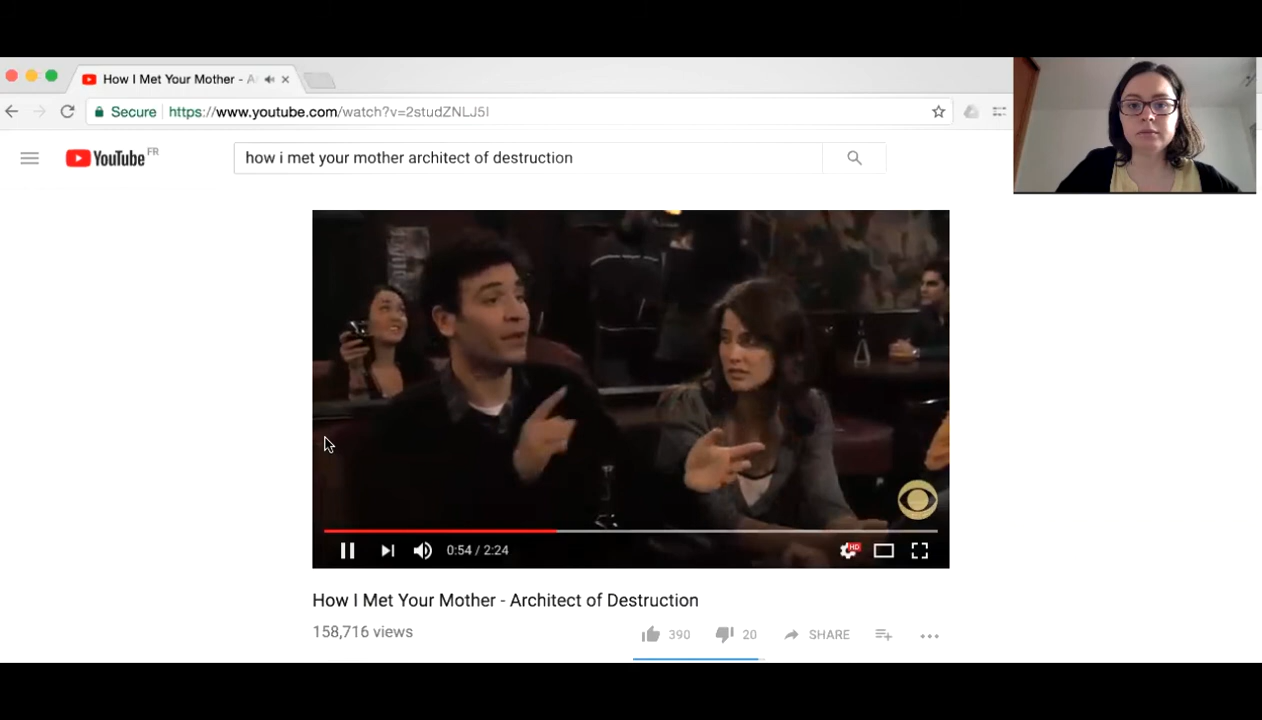 How I Met Your Mother - A
Secure
https://www.youtube.com/watch?v=2studZNLJ5I
YouTube FR
how i met your mother architect of destruction
HD
0:54 / 2:24
How I Met Your Mother - Architect of Destruction
158,716 views
390
20
SHARE